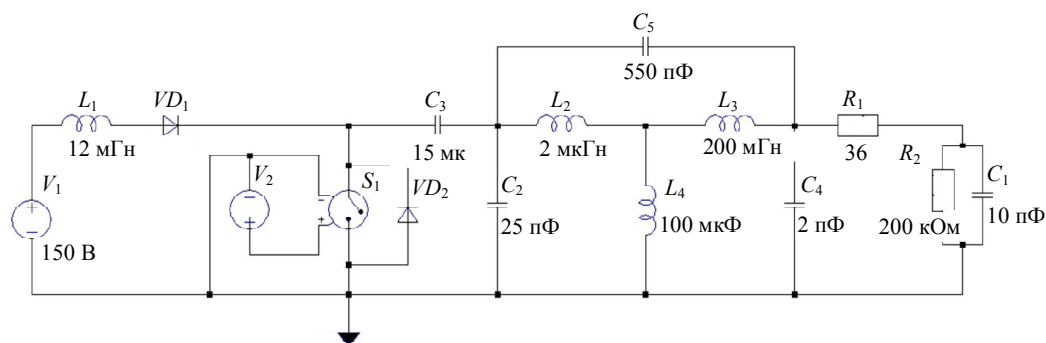 C5
550 пФ
L1
VD1
C3
L2
L3
R1
12 мГн
15 мк
2 мкГн
200 мГн
36
R2
V1
V2
S1
VD2
C2
L4
C4
C1
150 В
25 пФ
100 мкФ
2 пФ
200 кОм
10 пФ